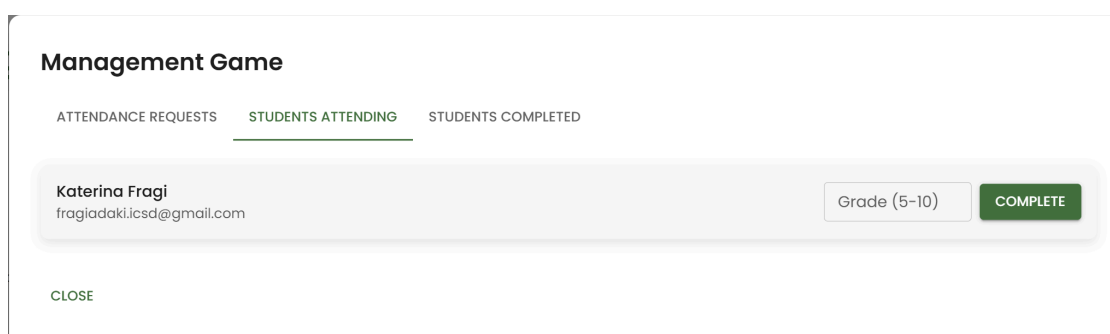 Management Game
ATTENDANCE REQUESTS STUDENTS ATTENDING STUDENTS COMPLETED
Katerina Fragi
fragiadaki.icsd@gmail.com
Grade (5-10) COMPLETE
CLOSE